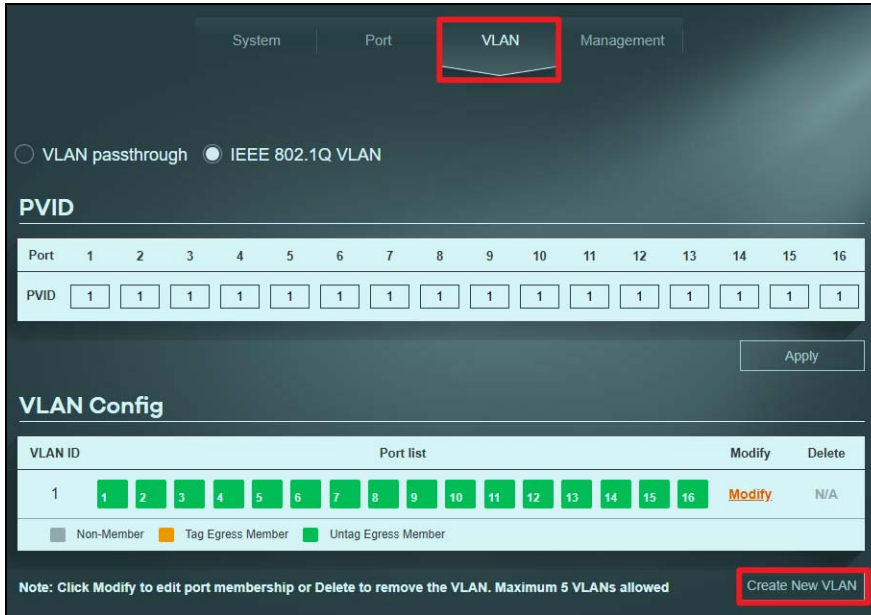 System Port VLAN Management
VLAN passthrough IEEE 802.1Q VLAN
PVID
Port 1 2 3 4 5 6 7 8 9 10 11 12 13 14 15 16
PVID 1 1 1 1 1 1 1 1 1 1 1 1 1 1 1 1
Apply
VLAN Config
VLAN ID Port list Modify Delete
1 1 2 3 4 5 6 7 8 9 10 11 12 13 14 15 16 Modify N/A
Non-Member Tag Egress Member Untag Egress Member
Note: Click Modify to edit port membership or Delete to remove the VLAN. Maximum 5 VLANs allowed Create New VLAN